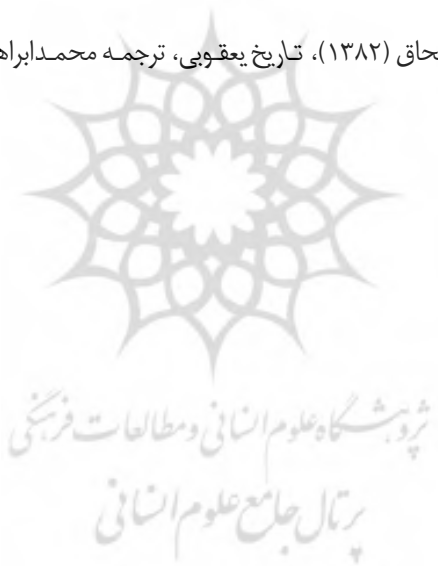 حاق (۱۳۸۲)، تاریخ یعقوبی، ترجمه محمدابراه
پژوهشگاه علوم انسانی و مطالعات فرهنگی
پرتال جامع علوم انسانی